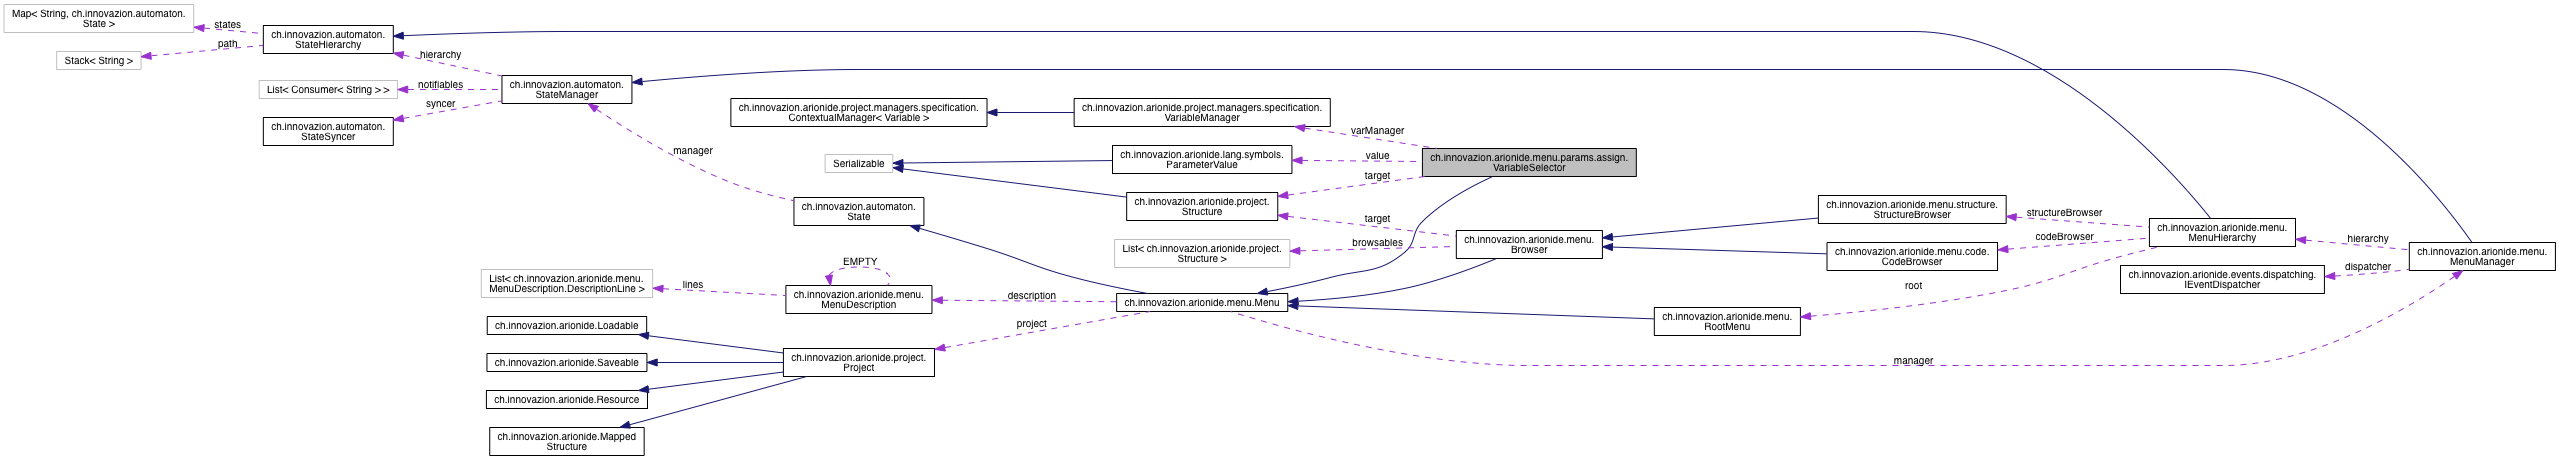 Map< String, ch.innovazion.automaton.
State >
states
path
Stack< String >
ch.innovazion.automaton.
StateHierarchy
hierarchy
List< Consumer< String > >
notifiables
syncer
ch.innovazion.automaton.
StateManager
ch.innovazion.automaton.
StateSyncer
manager
ch.innovazion.arionide.project.managers.specification.
ContextualManager< Variable >
ch.innovazion.arionide.project.managers.specification.
VariableManager
varManager
Serializable
ch.innovazion.arionide.lang.symbols.
ParameterValue
value
ch.innovazion.arionide.menu.params.assign.
VariableSelector
target
ch.innovazion.arionide.project.
Structure
ch.innovazion.automaton.
State
target
browsables
List< ch.innovazion.arionide.project.
Structure >
ch.innovazion.arionide.menu.
Browser
ch.innovazion.arionide.menu.structure.
StructureBrowser
structureBrowser
codeBrowser
ch.innovazion.arionide.menu.code.
CodeBrowser
ch.innovazion.arionide.menu.
MenuHierarchy
hierarchy
dispatcher
ch.innovazion.arionide.menu.
MenuManager
ch.innovazion.arionide.events.dispatching.
IEventDispatcher
root
EMPTY
List< ch.innovazion.arionide.menu.
MenuDescription.DescriptionLine >
lines
ch.innovazion.arionide.menu.
MenuDescription
description
ch.innovazion.arionide.menu.Menu
ch.innovazion.arionide.menu.
RootMenu
project
manager
ch.innovazion.arionide.Loadable
ch.innovazion.arionide.Saveable
ch.innovazion.arionide.project.
Project
ch.innovazion.arionide.Resource
ch.innovazion.arionide.Mapped
Structure